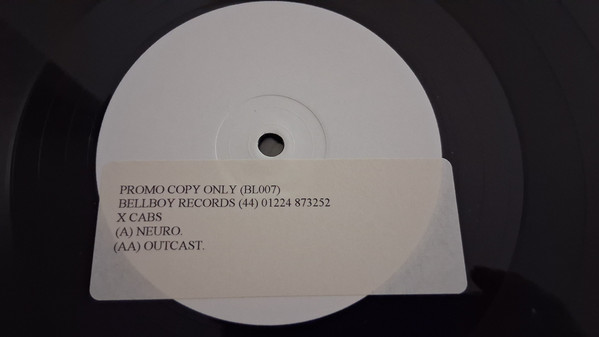 PROMO COPY ONLY (BL007)
BELLBOY RECORDS (44) 01224 873252
X CABS
(A) NEURO.
(AA) OUTCAST.